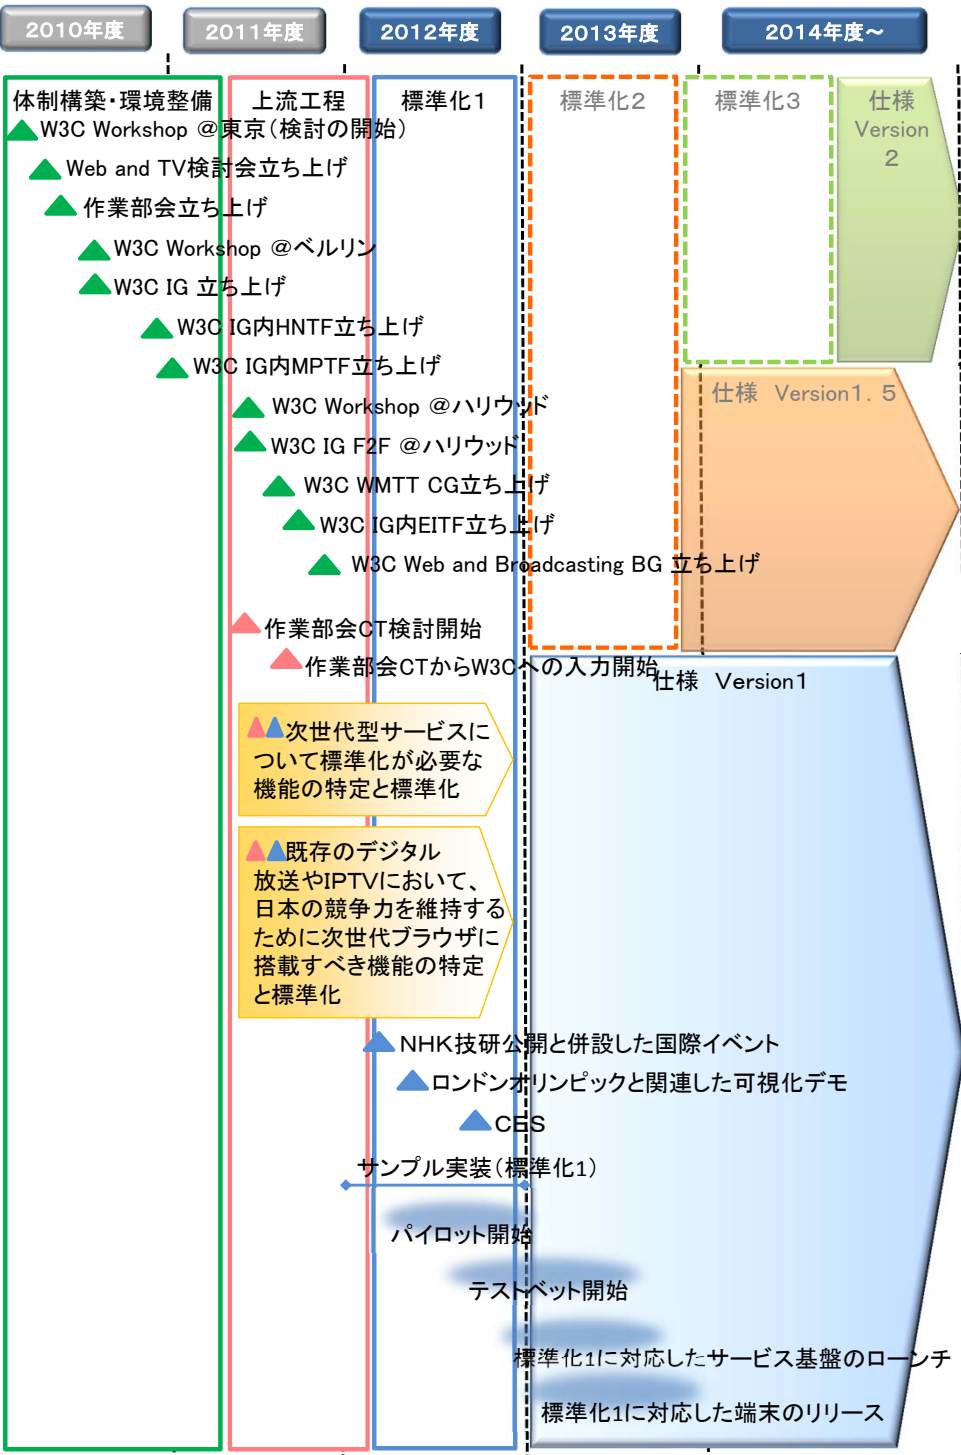 2010年度
2011年度
2012年度
2013年度
2014年度～
体制構築・環境整備
上流工程
標準化1
標準化2
標準化3
仕様
Version
2
W3C Workshop ＠東京（検討の開始）
Web and TV検討会立ち上げ
作業部会立ち上げ
W3C Workshop ＠ベルリン
W3C IG 立ち上げ
W3C IG内HNTF立ち上げ
W3C IG内MPTF立ち上げ
仕様　Version1．5
W3C Workshop ＠ハリウッド
W3C IG F2F ＠ハリウッド
W3C WMTT CG立ち上げ
W3C IG内EITF立ち上げ
W3C Web and Broadcasting BG 立ち上げ
作業部会CT検討開始
作業部会CTからW3Cへの入力開始
仕様　Version1
次世代型サービスに
ついて標準化が必要な
機能の特定と標準化
既存のデジタル
放送やIPTVにおいて、
日本の競争力を維持する
ために次世代ブラウザに
搭載すべき機能の特定
と標準化
NHK技研公開と併設した国際イベント
ロンドンオリンピックと関連した可視化デモ
CES
サンプル実装（標準化1）
パイロット開始
テストベット開始
標準化1に対応したサービス基盤のローンチ
標準化1に対応した端末のリリース